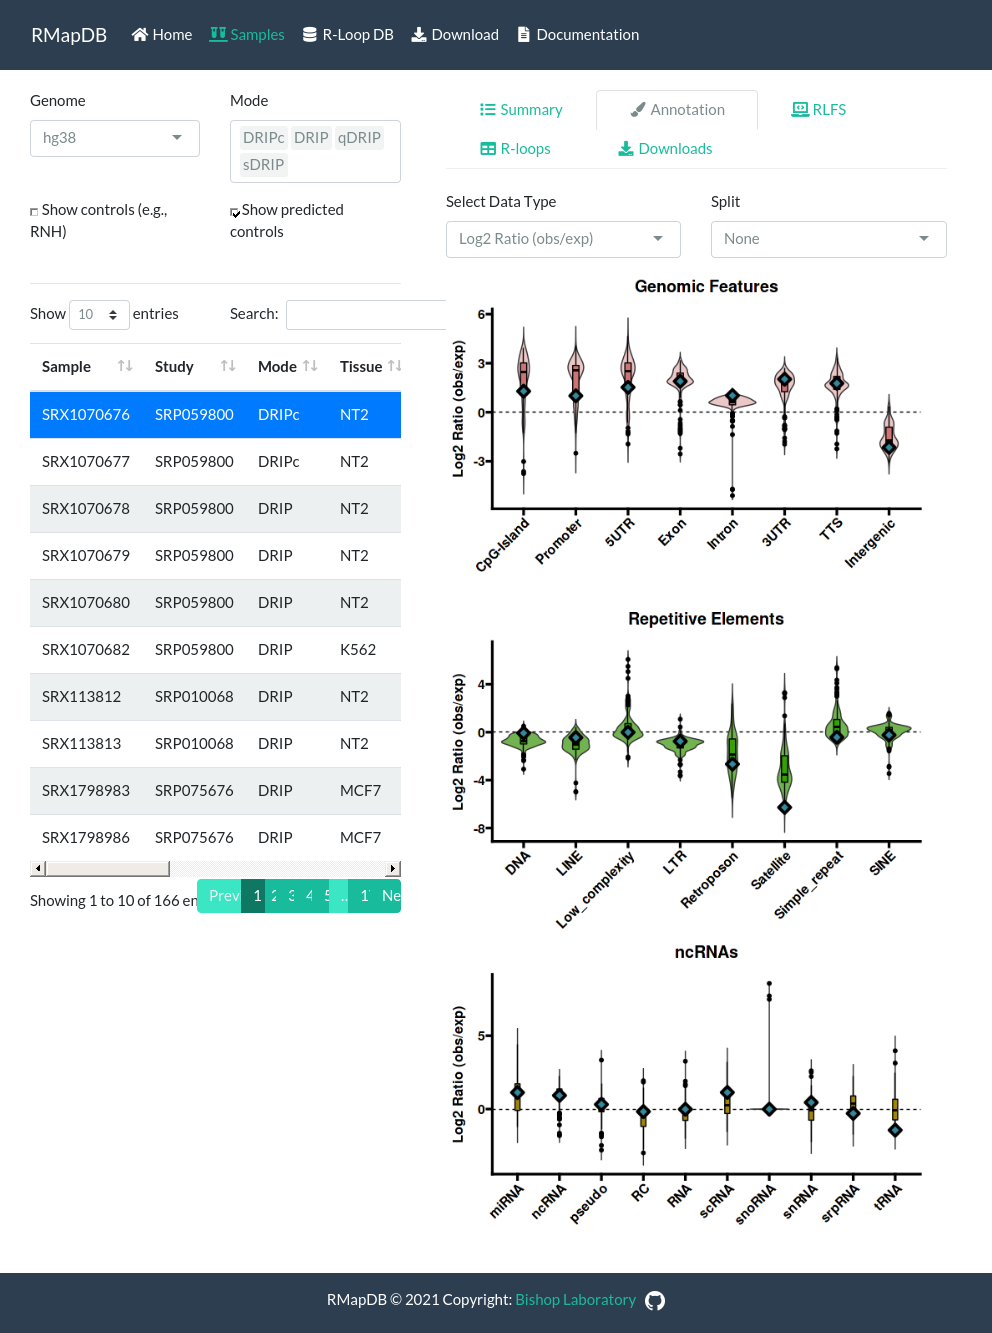 RMapDB Home Samples R-Loop DB Download Documentation
Genome Mode
hg38
DRIPc DRIP qDRIP
sDRIP
Show controls (e.g.,
RNH)
Show predicted
controls
Show 10 entries
Search:
Sample Study Mode Tissue
SRX1070676 SRP059800 DRIPc NT2
SRX1070677 SRP059800 DRIPc NT2
SRX1070678 SRP059800 DRIP NT2
SRX1070679 SRP059800 DRIP NT2
SRX1070680 SRP059800 DRIP NT2
SRX1070682 SRP059800 DRIP K562
SRX113812 SRP010068 DRIP NT2
SRX113813 SRP010068 DRIP NT2
SRX1798983 SRP075676 DRIP MCF7
SRX1798986 SRP075676 DRIP MCF7
Showing 1 to 10 of 166 en
Prev 1 2 3 4 5 ... 1 Ne
Summary Annotation RLFS
R-loops Downloads
Select Data Type Split
Log2 Ratio (obs/exp) None
Genomic Features
Log2 Ratio (obs/exp)
6
3
0
-3
CpG-Island Promoter 5UTR Exon Intron 3UTR TTS Intergenic
Repetitive Elements
Log2 Ratio (obs/exp)
4
0
-4
-8
DNA LINE Low_complexity LTR Retroposon Satellite Simple_repeat SINE
ncRNAs
Log2 Ratio (obs/exp)
5
0
miRNA ncRNA pseudo RC RNA scRNA snoRNA snRNA srpRNA tRNA
RMapDB © 2021 Copyright: Bishop Laboratory